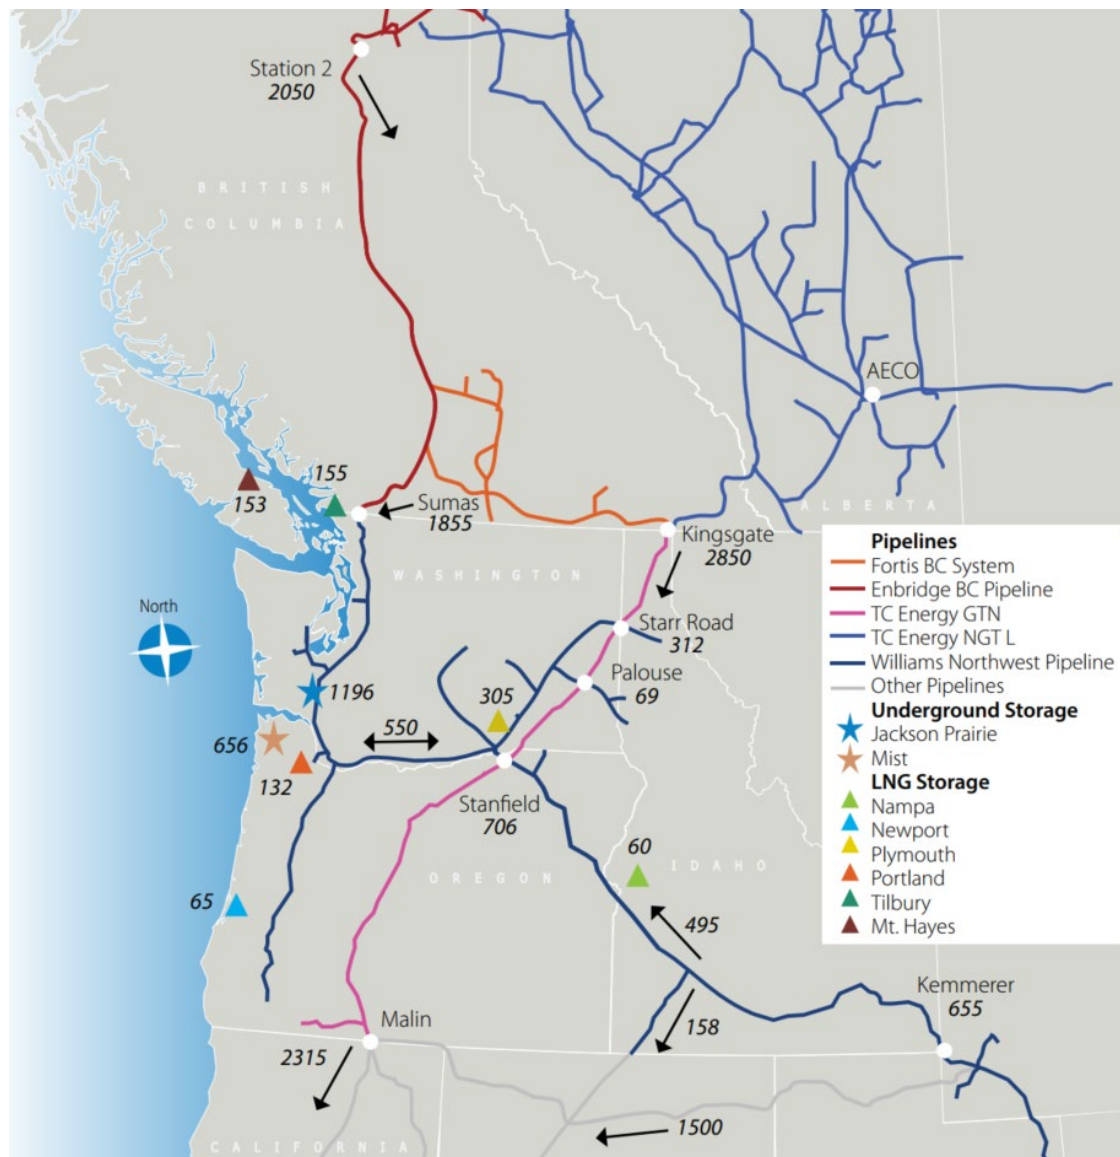 Station 2
2050
BRITISH
COLUMBIA
AECO
155
153
Sumas
1855
ALBERTA
Kingsgate
2850
WASHINGTON
North
Starr Road
312
Palouse
69
1196
305
550
656
132
Stanfield
706
60
IDAHO
OREGON
65
495
Kemmerer
655
158
Malin
2315
1500
CALIFORNIA
Pipelines
Fortis BC System
Enbridge BC Pipeline
TC Energy GTN
TC Energy NGT L
Williams Northwest Pipeline
Other Pipelines
Underground Storage
Jackson Prairie
Mist
LNG Storage
Nampa
Newport
Plymouth
Portland
Tilbury
Mt. Hayes